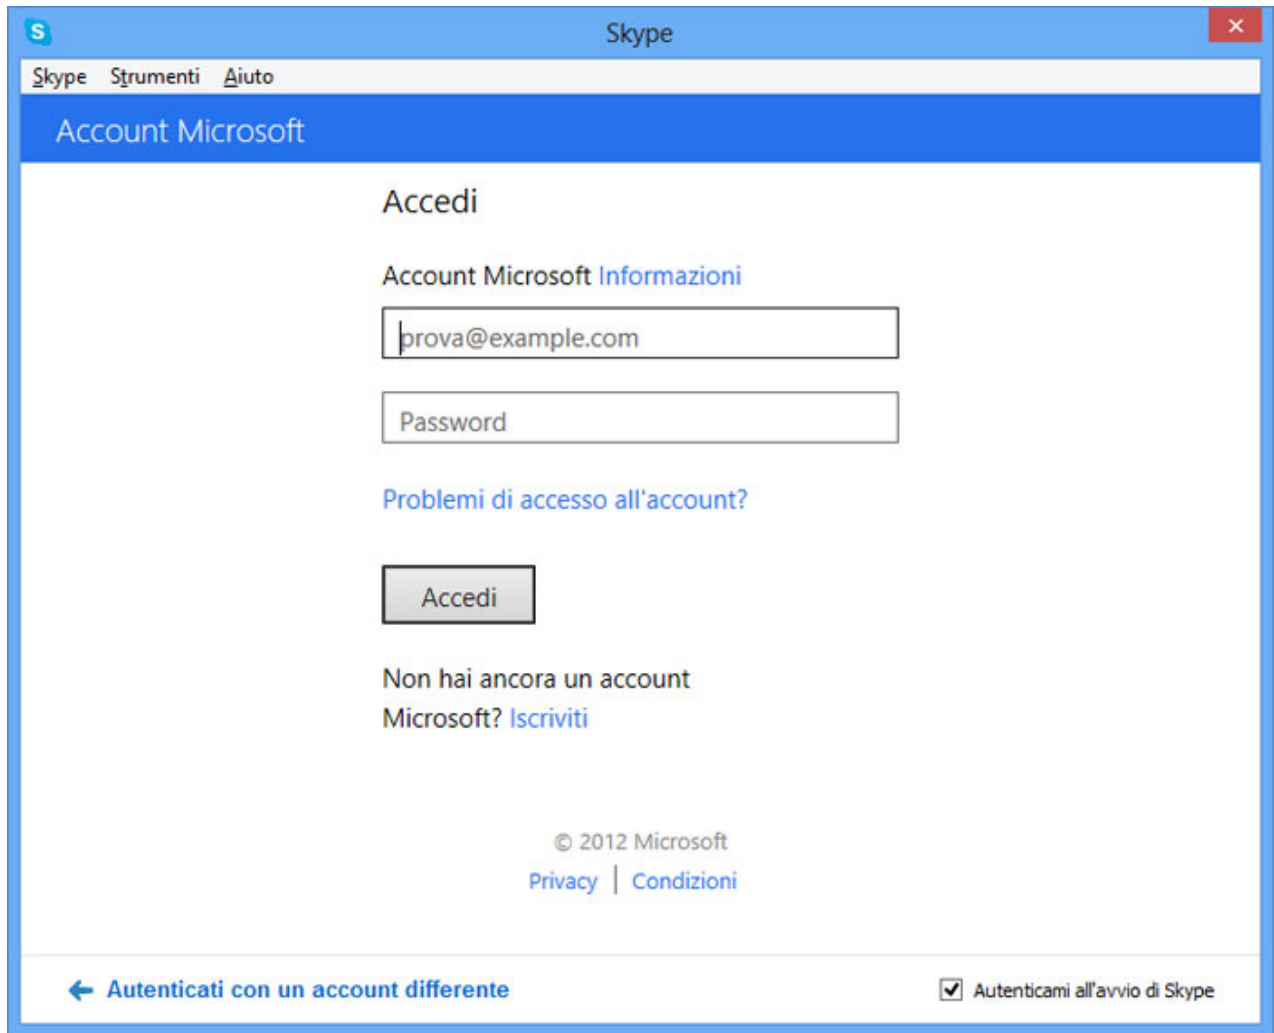 Skype
Skype Strumenti Aiuto
Account Microsoft
Accedi
Account Microsoft Informazioni
prova@example.com
Password
Problemi di accesso all'account?
Accedi
Non hai ancora un account
Microsoft? Iscriviti
© 2012 Microsoft
Privacy | Condizioni
Autenticati con un account differente
Autenticami all'avvio di Skype